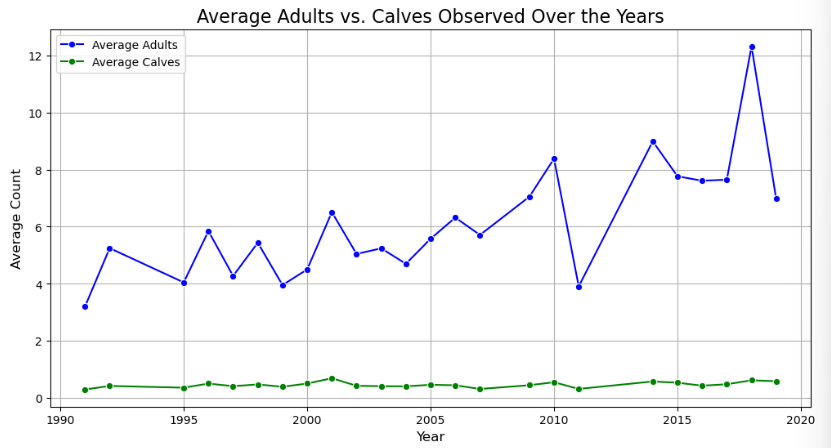 Average Adults vs. Calves Observed Over the Years
Average Adults
Average Calves
Average Count
12
10
8
6
4
2
0
1990 1995 2000 2005 2010 2015 2020
Year